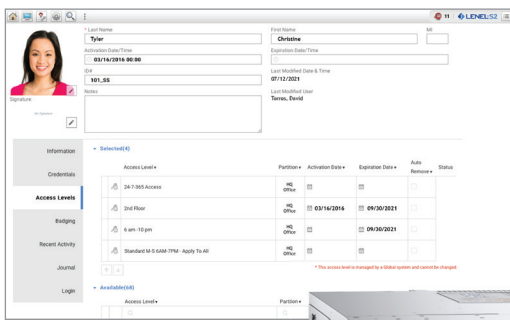 11 LENELS2
* Last Name First Name MI
Tyler Christine
Activation Date/Time Expiration Date/Time
03/16/2016 00:00
ID# Last Modified Date & Time
101_SS 07/12/2021
Notes Last Modified User
Torres, David
Signature
No Signature
Information
Credentials
Access Levels
Badging
Recent Activity
Journal
Login
Selected(4)
Access Level Partition Activation Date Expiration Date Auto Remove Status
24-7-365 Access HQ Office
2nd Floor HQ Office 03/16/2016 09/30/2021
6 am -10 pm HQ Office 09/30/2021
Standard M-S 6AM-7PM - Apply To All HQ Office
* This access level is managed by a Global system and cannot be changed.
Available(68)
Access Level Partition